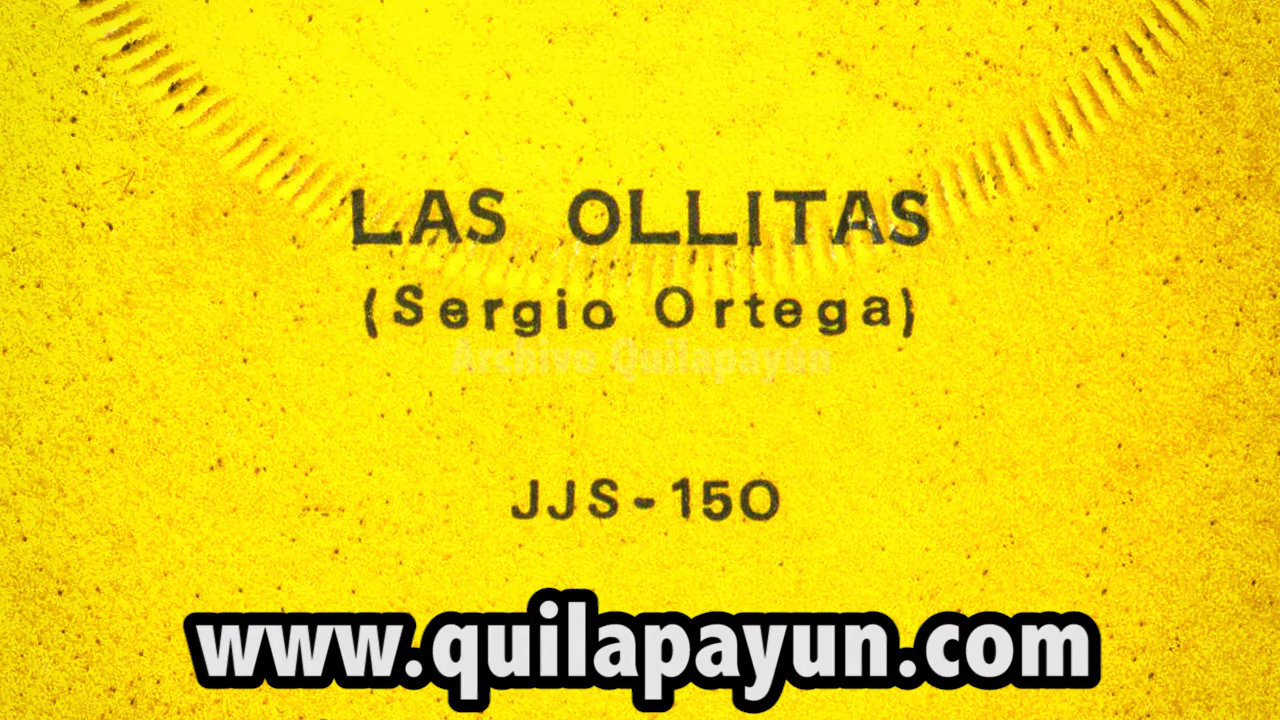 LAS OLLITAS
(Sergio Ortega)
Archivo Quilapayún
JJS-150
www.quilapayun.com